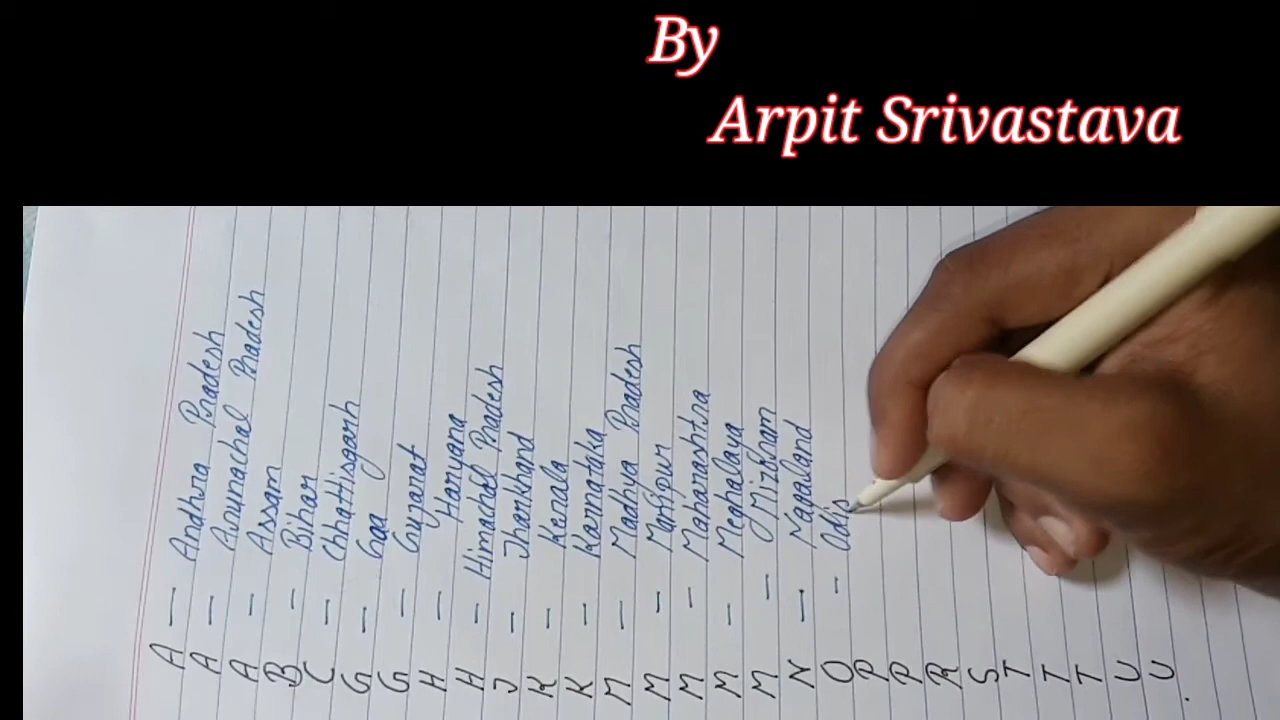 By
Arpit Srivastava
A — Andhra Pradesh
A — Arunachal Pradesh
A — Assam
B — Bihar
C — Chhattisgarh
G — Goa
G — Gujarat
H — Haryana
H — Himachal Pradesh
J — Jharkhand
K — Kerala
K — Karnataka
M — Madhya Pradesh
M — Manipur
M — Maharashtra
M — Meghalaya
M — Mizoram
N — Nagaland
O — Odis
P
P
R
S
T
T
T
U
U